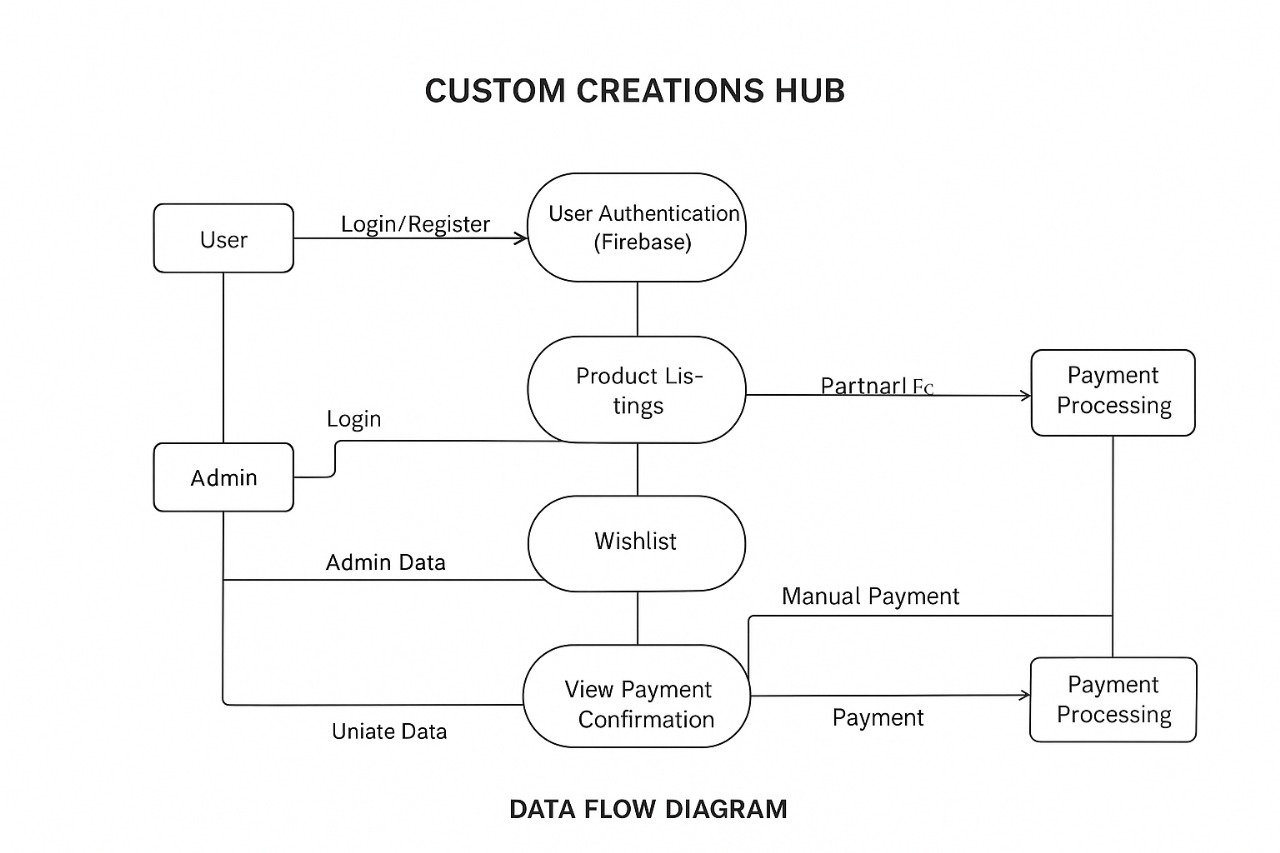 CUSTOM CREATIONS HUB
User
Login/Register
User Authentication
(Firebase)
Product Lis-
tings
Partnarl Fc
Payment
Processing
Login
Admin
Wishlist
Admin Data
Manual Payment
View Payment
Confirmation
Payment
Processing
Payment
Uniate Data
DATA FLOW DIAGRAM